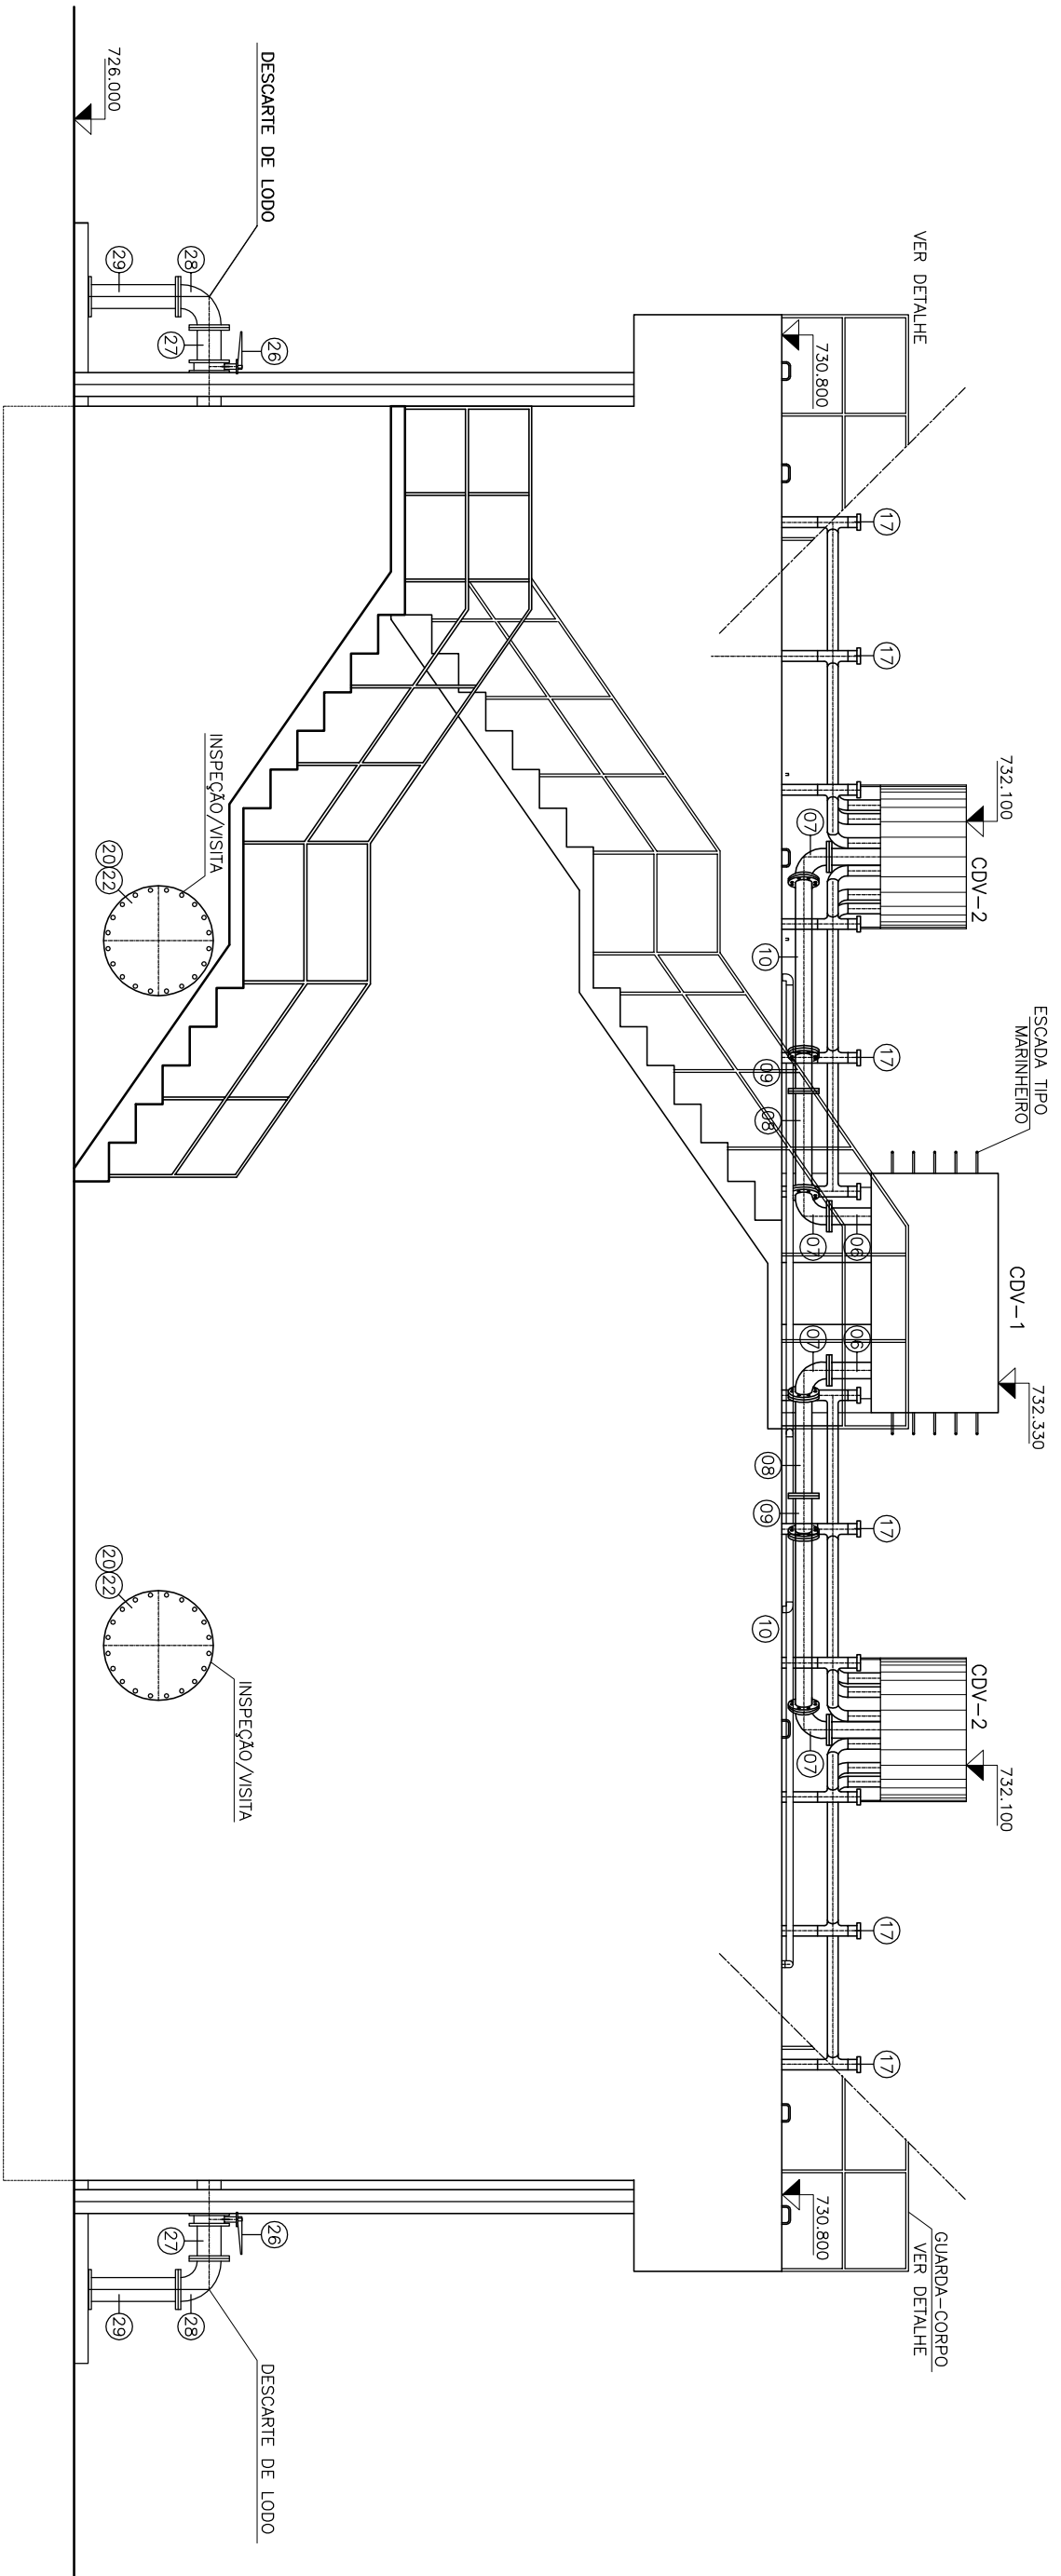 ESCADA TIPO
MARINHEIRO
CDV-1
732.330
732.100
CDV-2
CDV-2
732.100
VER DETALHE
GUARDA-CORPO
VER DETALHE
17
17
17
17
17
17
730.800
07
06
07
07
06
07
730.800
10
09
08
08
09
10
DESCARTE DE LODO
DESCARTE DE LODO
26
26
INSPEÇÃO/VISITA
INSPEÇÃO/VISITA
28
27
27
28
726.000
29
20 22
20 22
29